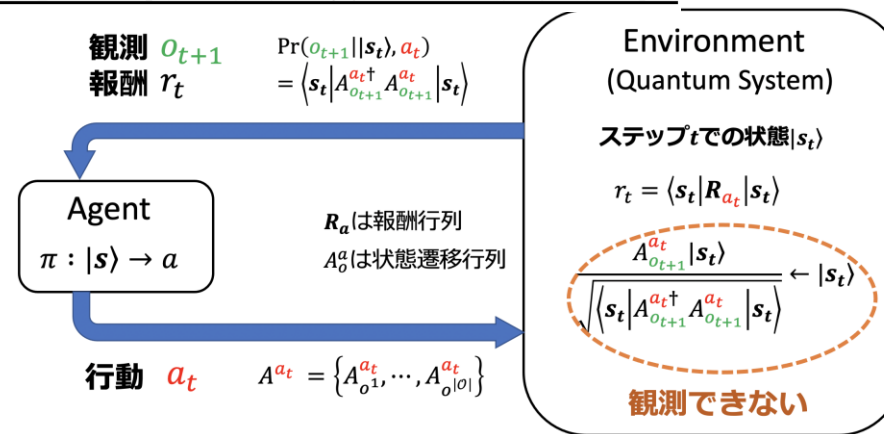 観測 o_{t+1}
報酬 r_t
Pr(o_{t+1}||s_t⟩, a_t)
= ⟨s_t|A^{a_t†}_{o_{t+1}} A^{a_t}_{o_{t+1}}|s_t⟩
Environment
(Quantum System)
ステップtでの状態|s_t⟩
r_t = ⟨s_t|R_{a_t}|s_t⟩
A^{a_t}_{o_{t+1}}|s_t⟩
√⟨s_t|A^{a_t†}_{o_{t+1}} A^{a_t}_{o_{t+1}}|s_t⟩
← |s_t⟩
観測できない
Agent
π : |s⟩ → a
R_aは報酬行列
A^a_oは状態遷移行列
行動 a_t
A^{a_t} = {A^{a_t}_{o^1}, ⋯, A^{a_t}_{o^{|O|}}}